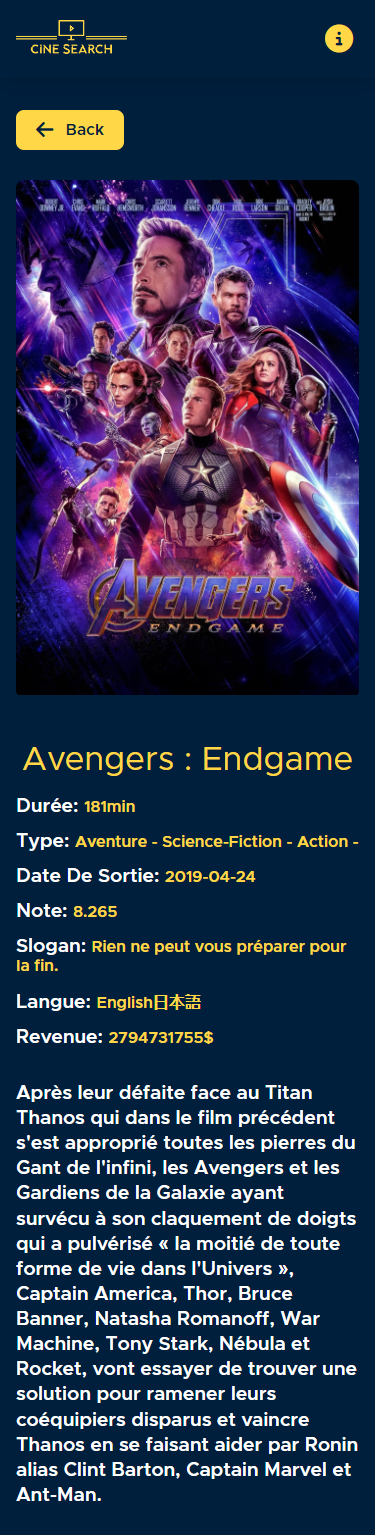 CINE SEARCH
Back
AVENGERS
ENDGAME
Avengers : Endgame
Durée: 181min
Type: Aventure - Science-Fiction - Action -
Date De Sortie: 2019-04-24
Note: 8.265
Slogan: Rien ne peut vous préparer pour
la fin.
Langue: English日本語
Revenue: 2794731755$
Après leur défaite face au Titan
Thanos qui dans le film précédent
s'est approprié toutes les pierres du
Gant de l'infini, les Avengers et les
Gardiens de la Galaxie ayant
survécu à son claquement de doigts
qui a pulvérisé « la moitié de toute
forme de vie dans l'Univers »,
Captain America, Thor, Bruce
Banner, Natasha Romanoff, War
Machine, Tony Stark, Nébula et
Rocket, vont essayer de trouver une
solution pour ramener leurs
coéquipiers disparus et vaincre
Thanos en se faisant aider par Ronin
alias Clint Barton, Captain Marvel et
Ant-Man.